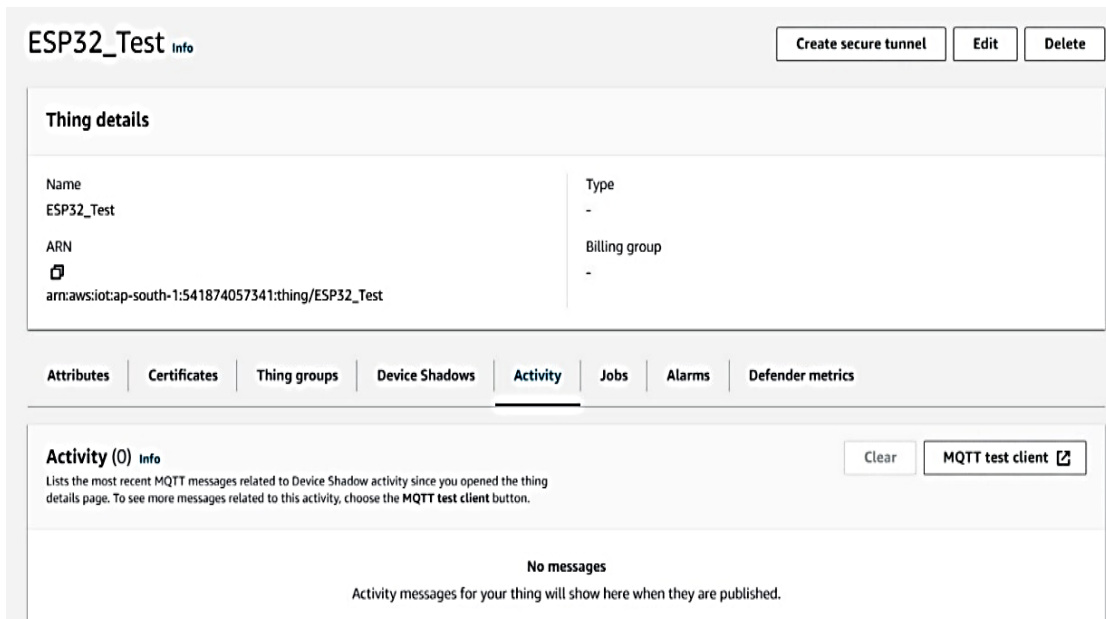 ESP32_Test Info
Create secure tunnel
Edit
Delete
Thing details
Name
ESP32_Test
Type
-
ARN
arn:aws:iot:ap-south-1:541874057341:thing/ESP32_Test
Billing group
-
Attributes
Certificates
Thing groups
Device Shadows
Activity
Jobs
Alarms
Defender metrics
Activity (0) Info
Lists the most recent MQTT messages related to Device Shadow activity since you opened the thing
details page. To see more messages related to this activity, choose the MQTT test client button.
Clear
MQTT test client
No messages
Activity messages for your thing will show here when they are published.